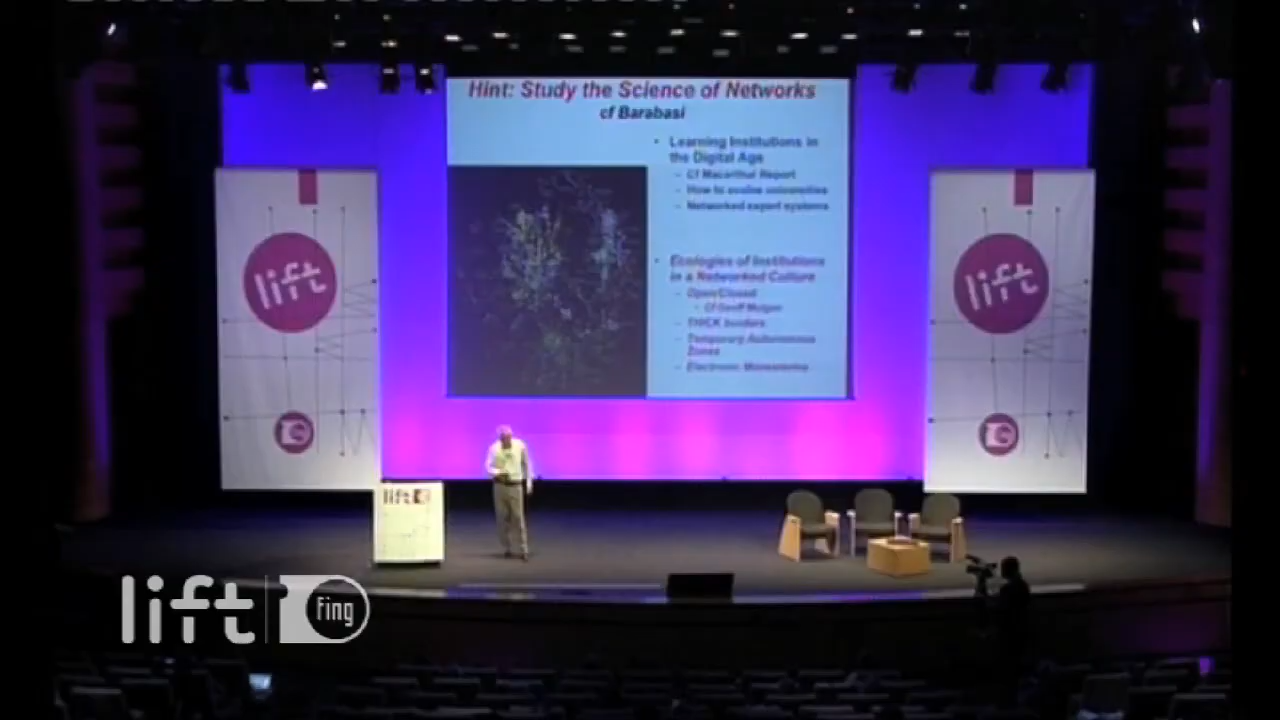 Hint: Study the Science of Networks
cf Barabasi
Learning Institutions in
the Digital Age
Cf Macarthur Report
How to evolve universities
Networked expert systems
Ecologies of Institutions
in a Networked Culture
Open/Closed
Cf Geoff Mulgan
THICK borders
Temporary Autonomous
Zones
Electronic Monasteries
lift
lift
lift
lift
Fing